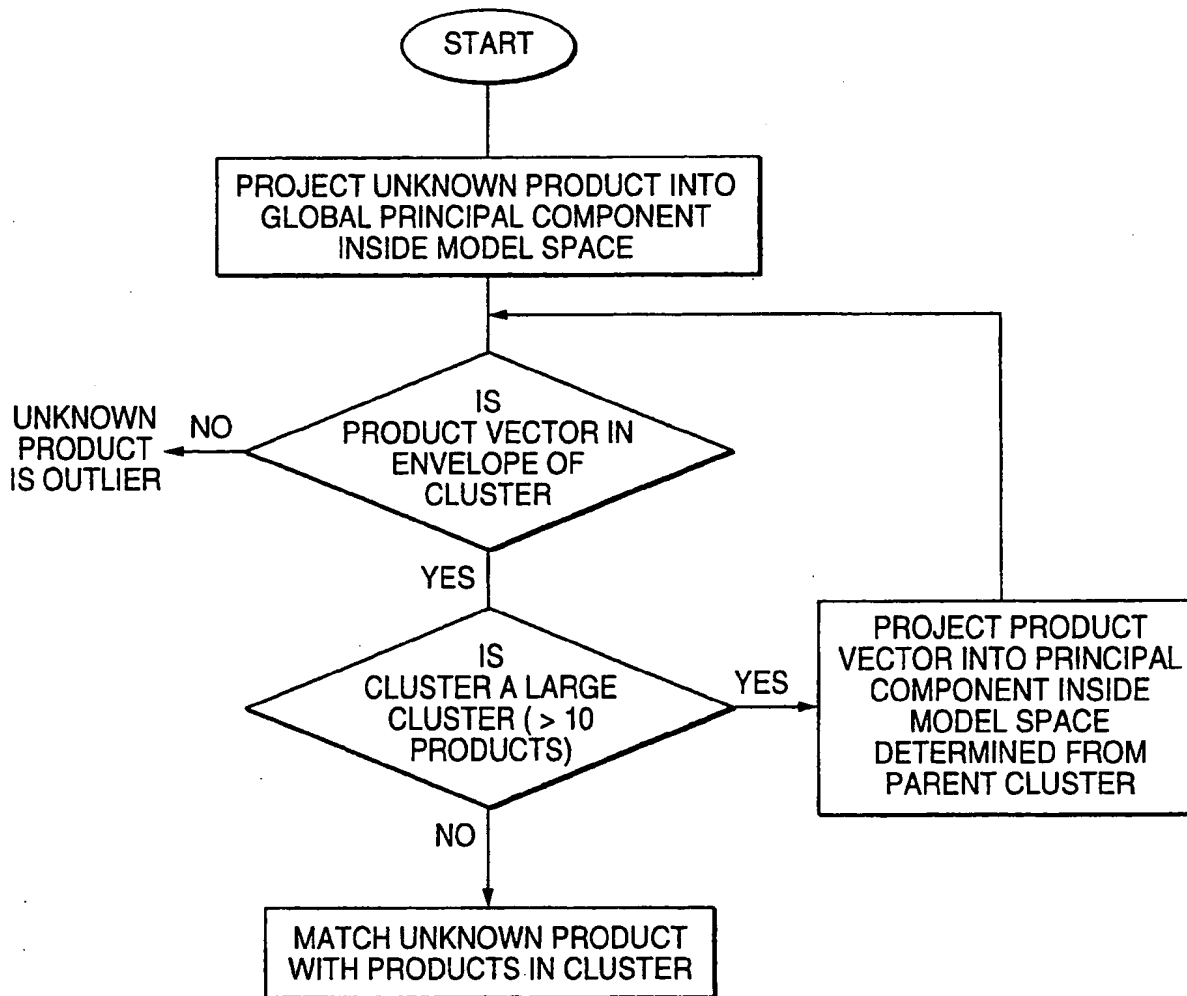 START
PROJECT UNKNOWN PRODUCT INTO
GLOBAL PRINCIPAL COMPONENT
INSIDE MODEL SPACE
IS
PRODUCT VECTOR IN
ENVELOPE OF
CLUSTER
NO
UNKNOWN
PRODUCT
IS OUTLIER
YES
IS
CLUSTER A LARGE
CLUSTER ( > 10
PRODUCTS)
YES
PROJECT PRODUCT
VECTOR INTO PRINCIPAL
COMPONENT INSIDE
MODEL SPACE
DETERMINED FROM
PARENT CLUSTER
NO
MATCH UNKNOWN PRODUCT
WITH PRODUCTS IN CLUSTER